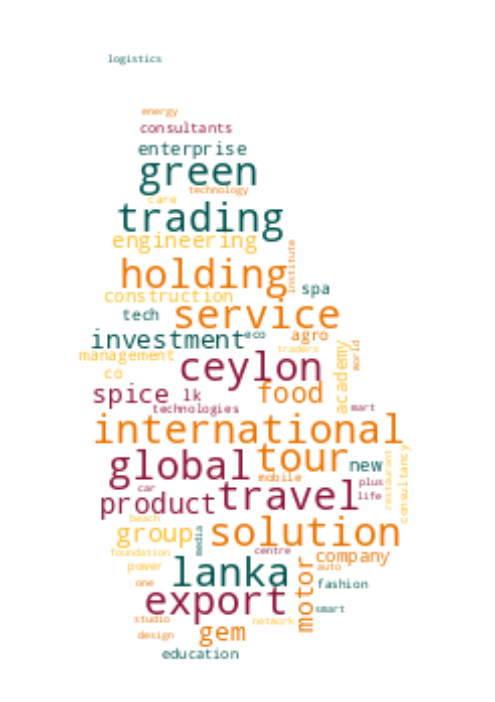 logistics
energy
consultants
enterprise
green
technology
care
trading
engineering
institute
holding
spa
construction
service
tech
investment
eco
agro
traders
world
management
ceylon
co
academy
food
spice
lk
technologies
mart
international
tour
global
new
restaurant
consultancy
mobile
plus
car
travel
life
product
beach
group
media
solution
centre
company
foundation
power
lanka
auto
motor
one
fashion
export
smart
studio
network
design
gem
education